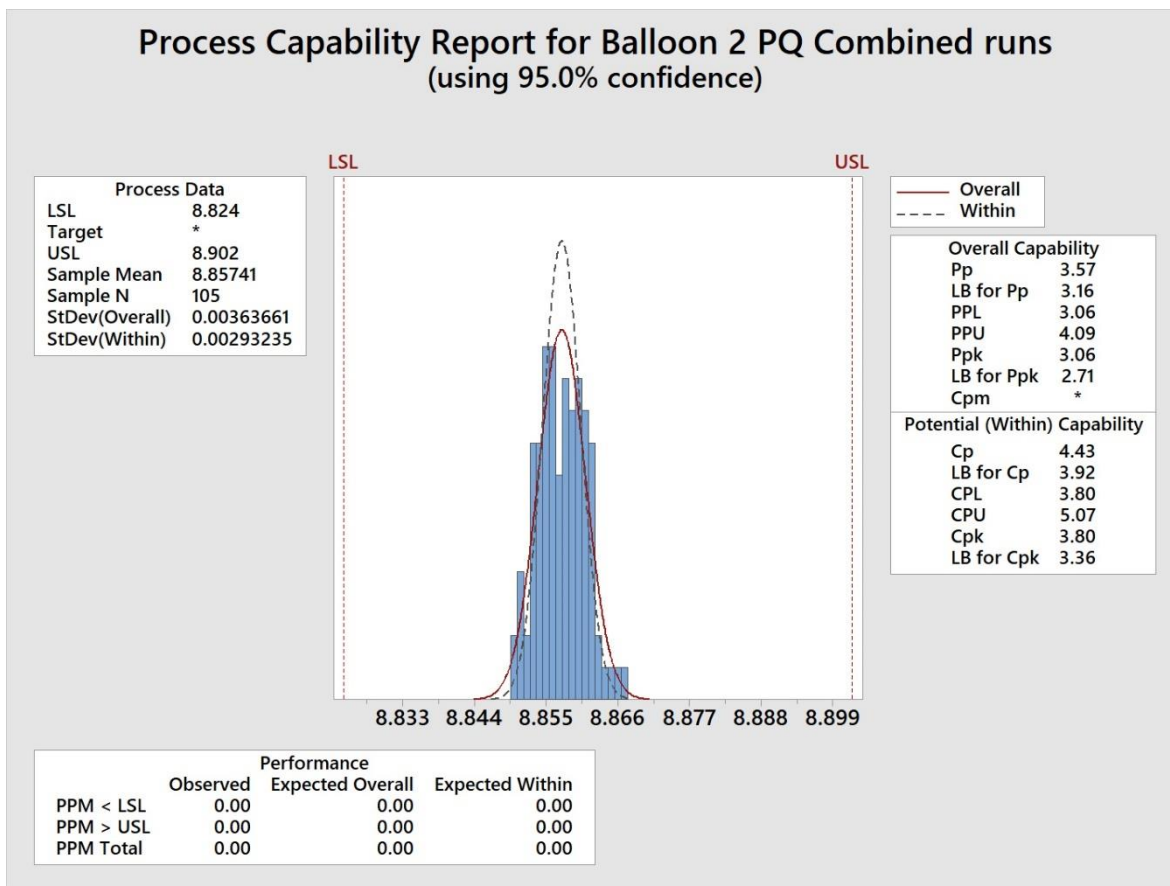 Process Capability Report for Balloon 2 PQ Combined runs
(using 95.0% confidence)
LSL
USL
Process Data
LSL 8.824
Target *
USL 8.902
Sample Mean 8.85741
Sample N 105
StDev(Overall) 0.00363661
StDev(Within) 0.00293235
Overall
Within
Overall Capability
Pp 3.57
LB for Pp 3.16
PPL 3.06
PPU 4.09
Ppk 3.06
LB for Ppk 2.71
Cpm *
Potential (Within) Capability
Cp 4.43
LB for Cp 3.92
CPL 3.80
CPU 5.07
Cpk 3.80
LB for Cpk 3.36
8.833 8.844 8.855 8.866 8.877 8.888 8.899
Performance
Observed Expected Overall Expected Within
PPM < LSL 0.00 0.00 0.00
PPM > USL 0.00 0.00 0.00
PPM Total 0.00 0.00 0.00